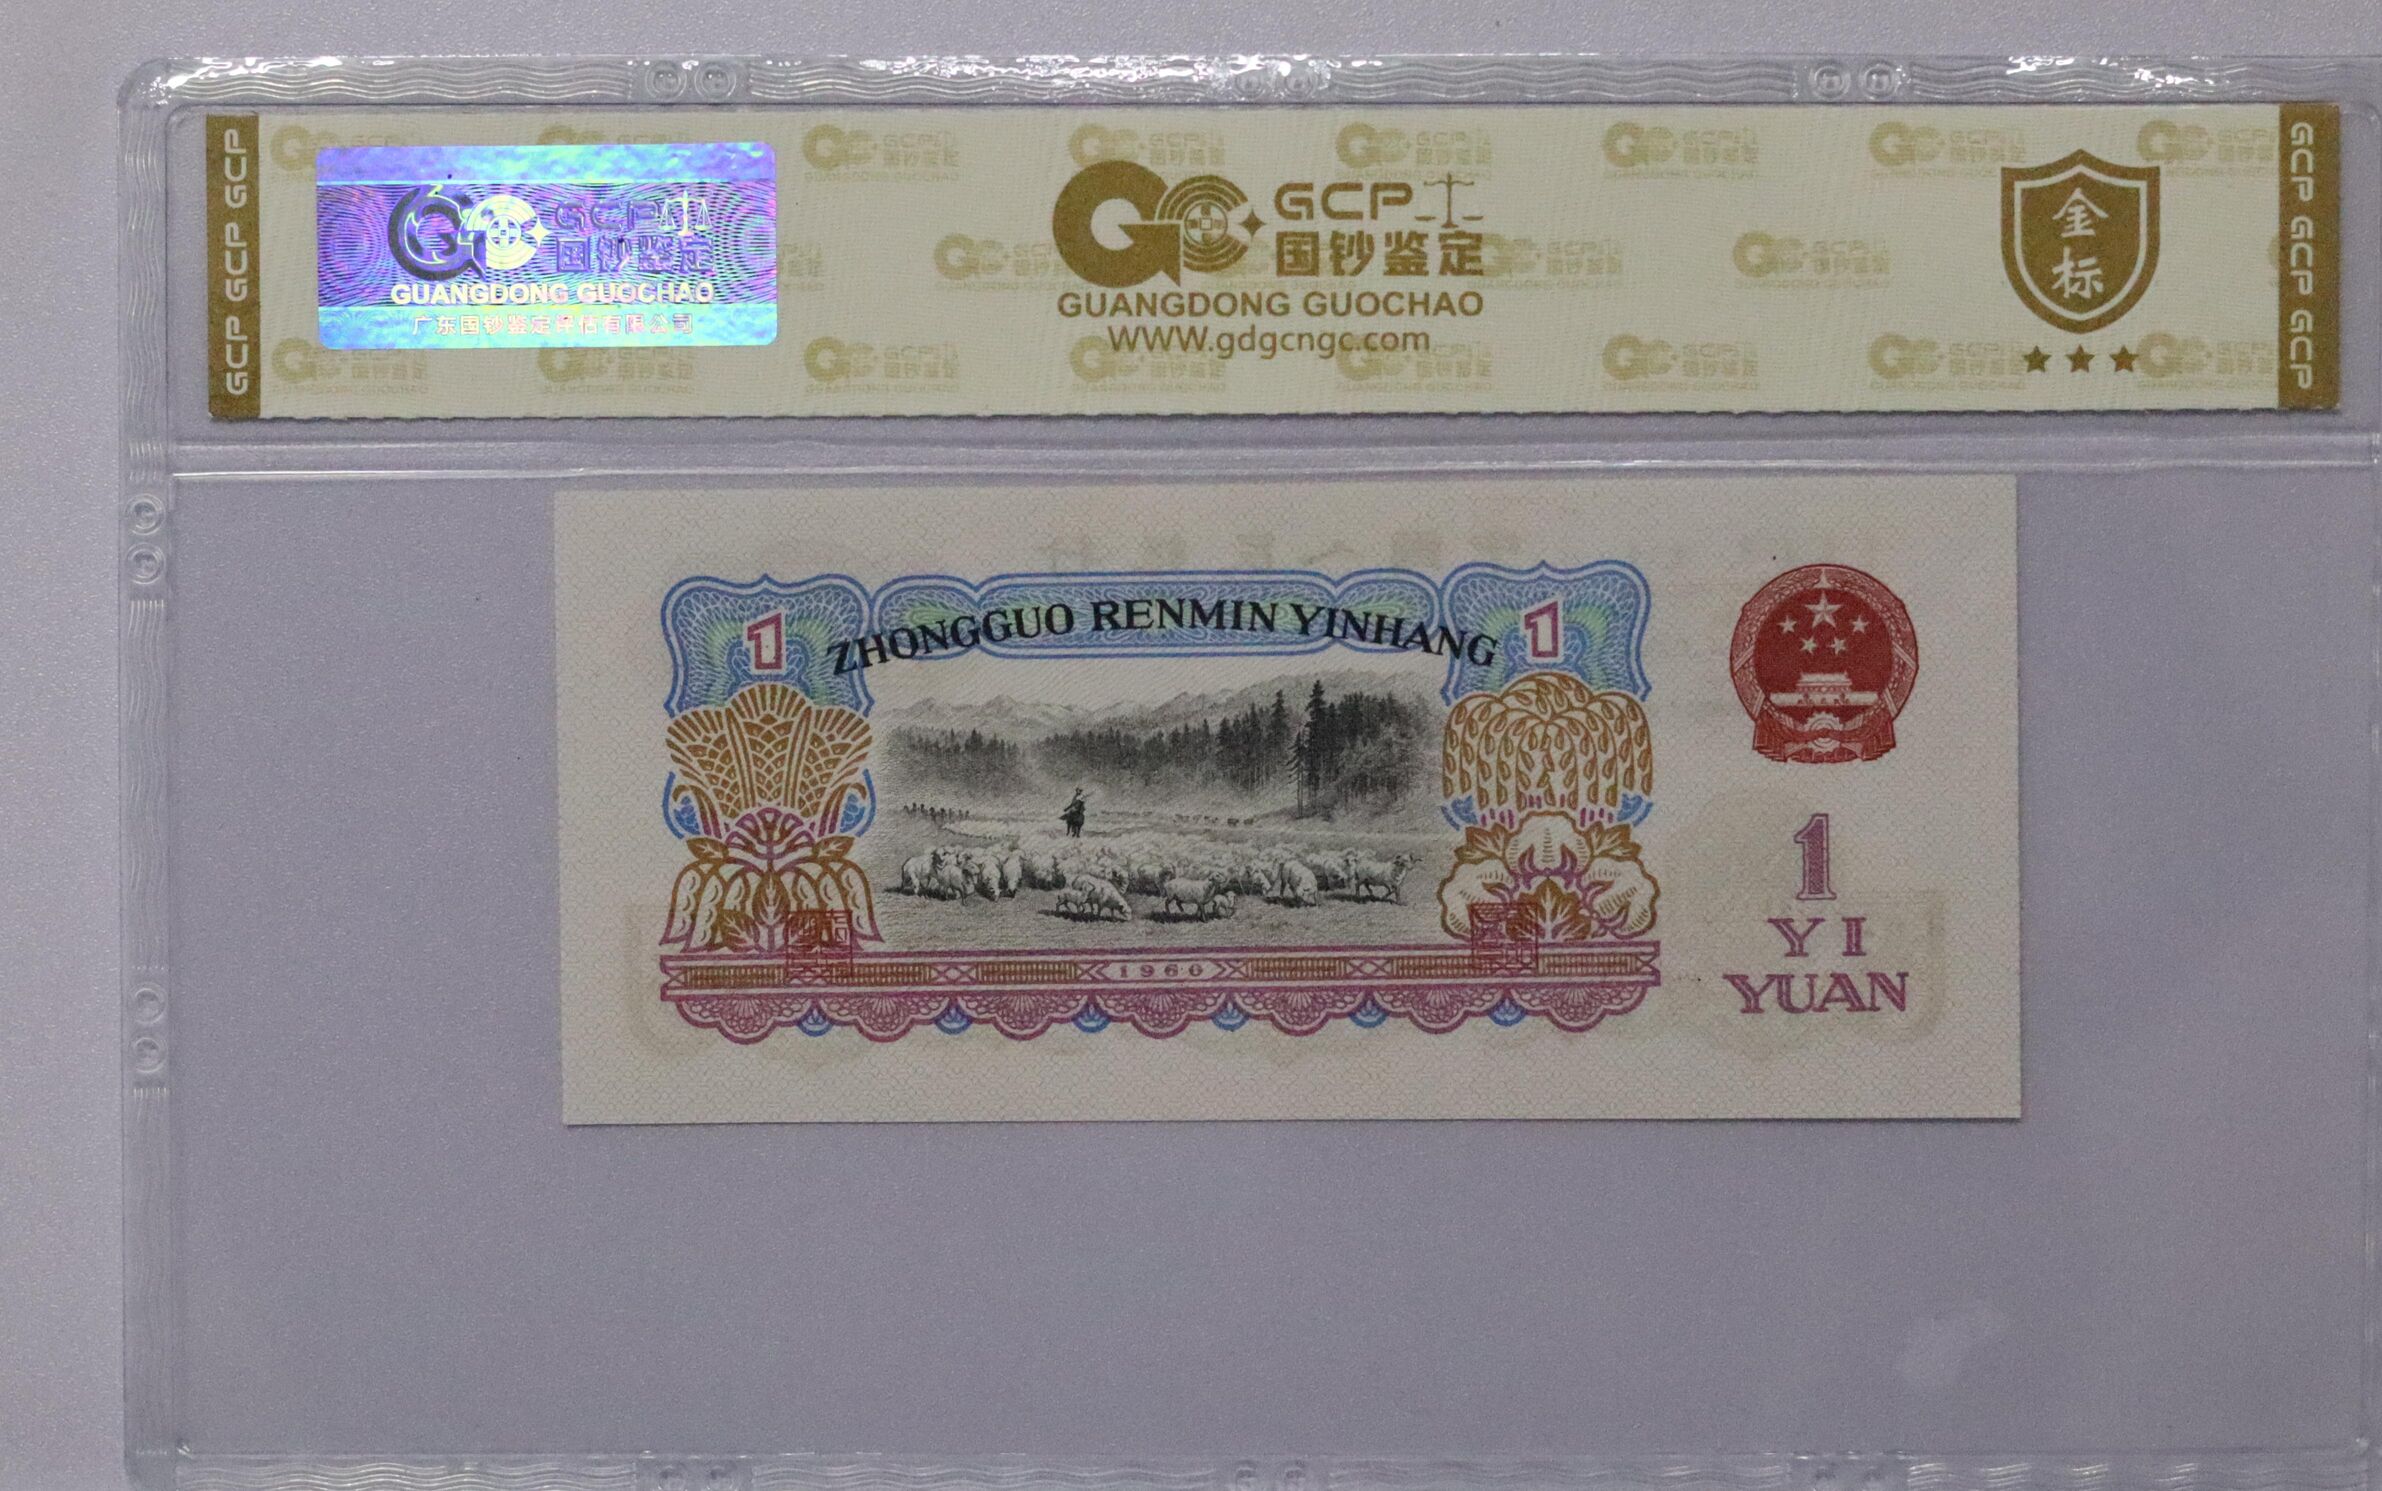 GCP GCP GCP
GCP 国钞鉴定
GUANGDONG GUOCHAO
广东国钞鉴定评估有限公司
GCP
国钞鉴定
GUANGDONG GUOCHAO
WWW.gdgcngc.com
金标
GCP GCP GCP
1
ZHONGGUO RENMIN YINHANG
1
1
YI
YUAN
1960